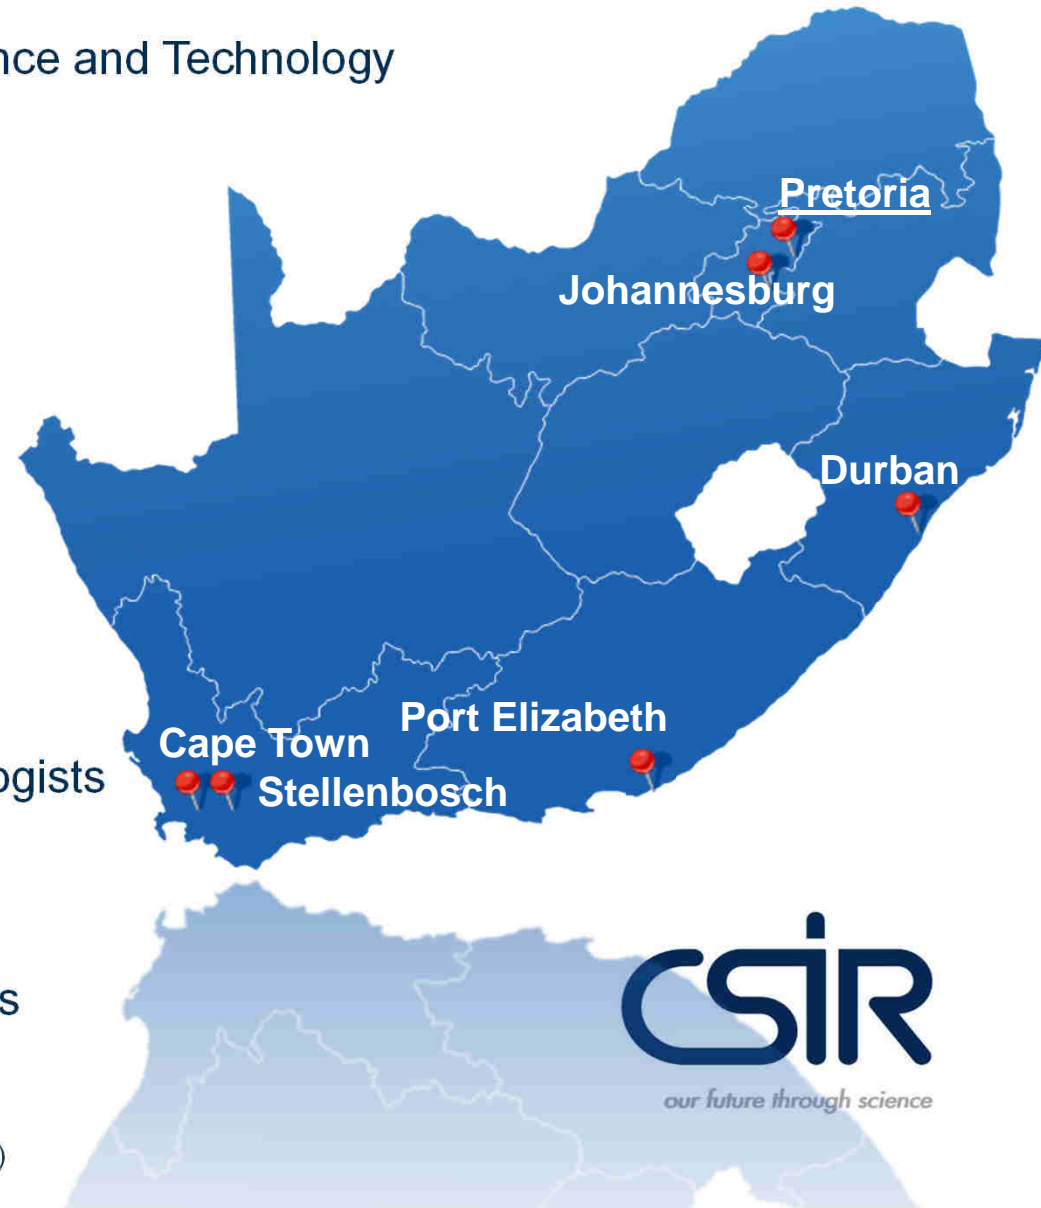 nce and Technology
Pretoria
Johannesburg
Durban
Port Elizabeth
Cape Town
ogists
Stellenbosch
CSIR
s
our future through science
)